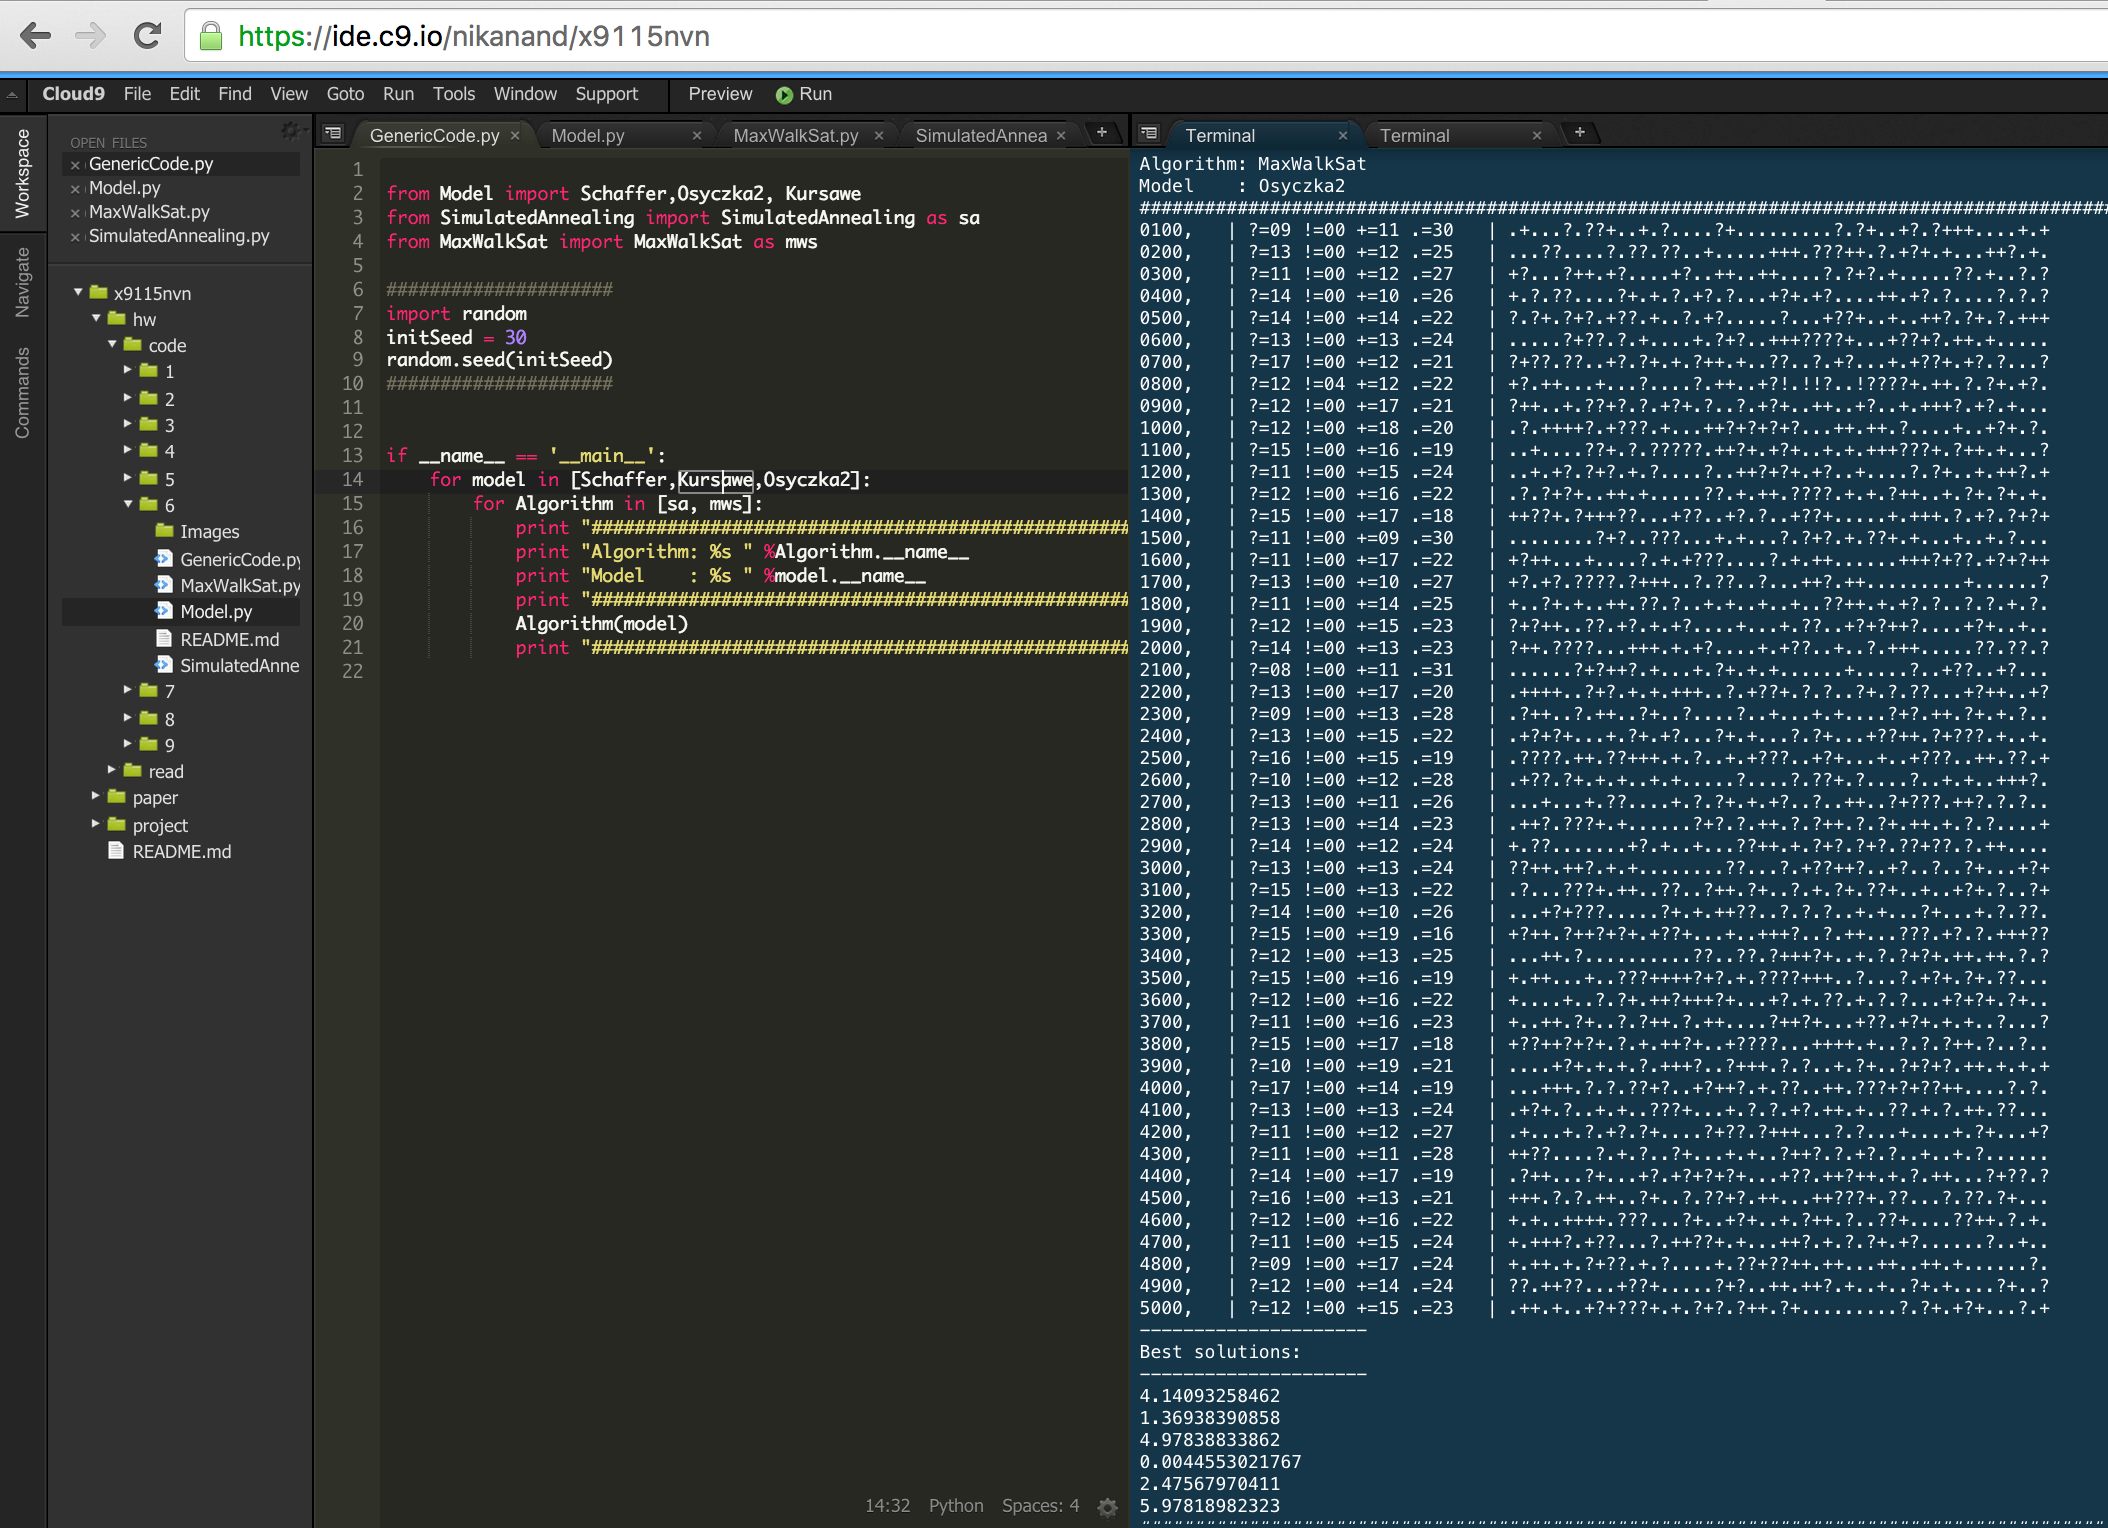 https://ide.c9.io/nikanand/x9115nvn
Cloud9 File Edit Find View Goto Run Tools Window Support Preview Run
Workspace
Navigate
Commands
OPEN FILES
GenericCode.py
Model.py
MaxWalkSat.py
SimulatedAnnealing.py
x9115nvn
hw
code
1
2
3
4
5
6
Images
GenericCode.py
MaxWalkSat.py
Model.py
README.md
SimulatedAnne
7
8
9
read
paper
project
README.md
GenericCode.py × Model.py × MaxWalkSat.py × SimulatedAnnea × +
1
2 from Model import Schaffer,Osyczka2, Kursawe
3 from SimulatedAnnealing import SimulatedAnnealing as sa
4 from MaxWalkSat import MaxWalkSat as mws
5
6 #####################
7 import random
8 initSeed = 30
9 random.seed(initSeed)
10 #####################
11
12
13 if __name__ == '__main__':
14 for model in [Schaffer,Kursawe,Osyczka2]:
15 for Algorithm in [sa, mws]:
16 print "##################################################
17 print "Algorithm: %s " %Algorithm.__name__
18 print "Model    : %s " %model.__name__
19 print "##################################################
20 Algorithm(model)
21 print "##################################################
22
14:32 Python Spaces: 4
Terminal × Terminal × +
Algorithm: MaxWalkSat
Model    : Osyczka2
##########################################################################################
0100,   | ?=09 !=00 +=11 .=30   | .+...?.??+..+.?....?+.........?.?+..+?.?+++....+.+
0200,   | ?=13 !=00 +=12 .=25   | ...??....?.??.??..+.....+++.???++.?.+?+.+...++?.+.
0300,   | ?=11 !=00 +=12 .=27   | +?...?++.+?....+?..++..++....?.?+?.+.....??..+.?.?
0400,   | ?=14 !=00 +=10 .=26   | +.?.??....?+.+.?.+?.?...+?+.+?....++.+?.?....?.?.?
0500,   | ?=14 !=00 +=14 .=22   | ?.?+.?+?.+??.+..?.+?.....?...+??+..+..++?.+.?.+++
0600,   | ?=13 !=00 +=13 .=24   | .....?+??.?.+....+.?+?..+++????+...+??+?.++.+.....
0700,   | ?=17 !=00 +=12 .=21   | ?+??.??..+?.?+.+.+?++.+..??..?.+?...+?.+?.+?....?
0800,   | ?=12 !=04 +=12 .=22   | +?.++...+...?....?.++..+?!.!!?..!????+.++.?.?+.+?.
0900,   | ?=12 !=00 +=17 .=21   | ?++..+.??+?.?.+?+.?..?.+?+..++..+?..+.+++?.+?.+...
1000,   | ?=12 !=00 +=18 .=20   | .?.++++?.+???.+...++?+?+?+?...++.++.?....+..+?+.?.
1100,   | ?=15 !=00 +=16 .=19   | ..+....??+.?.?????.++?+..+.?+..+.+?..+.+++???+.++?.
1200,   | ?=11 !=00 +=15 .=24   | .+.+?.+?.+?.+?....?..++?+?+.+?..+.+.+?...+..?+..+.
1300,   | ?=12 !=00 +=16 .=22   | .?.?+?+..++.+.....??.+.++..+.?++..?.++..+.?+.?+.+.
1400,   | ?=15 !=00 +=17 .=18   | ++??+.?+++??...+??..+?.?..+??+.....+.+++.?.+?.+?+?
1500,   | ?=11 !=00 +=09 .=30   | ........?+?.???...+...?.?+?.+.??+..+...+..+.?....
1600,   | ?=11 !=00 +=17 .=22   | +?++....+...?.+.....+..+++?...++......+++?+??.+?+?++
1700,   | ?=13 !=00 +=10 .=27   | +?.+?.????.?+++..?.??..?...++?.++.........+......?
1800,   | ?=11 !=00 +=14 .=25   | +..?+.+..++.??.?..+..+.+..+..??++.+.+?.?..?.?.+.?.
1900,   | ?=12 !=00 +=15 .=23   | ?+?++..??.+?.+.+?....+...+.??..+?+?++?....+?+..+.
2000,   | ?=14 !=00 +=13 .=23   | ?++.????...+++.+.+?....+.+??..+..?.+++.....??.??.?
2100,   | ?=08 !=00 +=11 .=31   | ......?+?++?.+...+.?+.+.+......+......?..+??..+?...
2200,   | ?=13 !=00 +=17 .=20   | .++++..?+?.+.+.+++..?.+??+.?.?..?+.?.??...+?++..+?
2300,   | ?=09 !=00 +=13 .=28   | .?++..?.++..?+..?....?..+...+.+....?+?.++.?+.+.?..
2400,   | ?=13 !=00 +=15 .=22   | .+?+?+...+.?+.+?...?+.+...?.?+...+??++.?+???.+..+.
2500,   | ?=16 !=00 +=15 .=19   | .????.++.??+++.+.?..+..+???..+?+...+...+???..++.??.+
2600,   | ?=10 !=00 +=12 .=28   | .+??.?+.+.+.+......?....?.??+.?.....?..+.+..+++?.
2700,   | ?=13 !=00 +=11 .=26   | ...+...+.??....+.?.?+.+.+?..?..++..?+???.++?.?.?..
2800,   | ?=13 !=00 +=14 .=23   | .++?.???+.+......?+?.?.++.?.?++.?.?+.++.+.?.?....+
2900,   | ?=14 !=00 +=12 .=24   | +.??.......+?.+..+...??++.+.?+?.+?.??+??.?.++....
3000,   | ?=13 !=00 +=13 .=24   | ??++.++?.+.+........??...?.+??++?..+?..?+...+?+
3100,   | ?=15 !=00 +=13 .=22   | .?...???+.++..??..?++.?+..?.+.?+.??+..+..+?+.?..?+
3200,   | ?=14 !=00 +=10 .=26   | ...+?+???.....?+.+.++??..?.?.?..+.+...?+...+.?.??.
3300,   | ?=15 !=00 +=19 .=16   | +?++.?++?+?+.+??+...+..+++?..?.++...???.+?.?.+++??
3400,   | ?=12 !=00 +=13 .=25   | ...++.?..........??..??.?+++?+..+.?.?+?+.++.++.?.?
3500,   | ?=15 !=00 +=16 .=19   | +.++...+..???++++?+?.+.????+++..?...?.+?+.?+.??...
3600,   | ?=12 !=00 +=16 .=22   | +....+..?.?+.++?+++?+...+?.+.??.+.?.?...+?+?+.?+..
3700,   | ?=11 !=00 +=16 .=23   | +..++.?+..?.?++.?.++....?++?+...+??.+?+.+.+..?...?
3800,   | ?=15 !=00 +=17 .=18   | +??++?+?+.?.+.++?+..+????...++++.+..?.?.?++.?..?..
3900,   | ?=10 !=00 +=19 .=21   | ....+?+.+.+.?.+++?..?+++.?.+?..+.?+..?+?+?.++.+.+.+
4000,   | ?=17 !=00 +=14 .=19   | ...+++.?.?.??+?..+?++?.+.??..++.???+?+??++....?.?.
4100,   | ?=13 !=00 +=13 .=24   | .+?+.?..+.+..???+...+.?.?.+?.++.+..??.+.?.++.??...
4200,   | ?=11 !=00 +=12 .=27   | .+...+.?.+?.?+....?+??.?+++...?.?...+....+.?+...+?
4300,   | ?=11 !=00 +=11 .=28   | ++??....?.+.?..?+...+.+..?++?.?.+?.+..+.+.?......
4400,   | ?=14 !=00 +=17 .=19   | .?++...?+...+?.+?+?+?+...+??.++?++.+.?.++...?+??.?
4500,   | ?=16 !=00 +=13 .=21   | +++.?.?.++..?+..?.??+?.++...++???+.??...?.??.?+...
4600,   | ?=12 !=00 +=16 .=22   | +.+..++++.???...?+..+?+..+.?++.?..??+....??++.?.+.
4700,   | ?=11 !=00 +=15 .=24   | +.+++?.+??...?.++??+.+...++?.+.?.?+.+?......?..+..
4800,   | ?=09 !=00 +=17 .=24   | +.++.+.?+??.+.?....+.??+??++.++...++..++.+......?.
4900,   | ?=12 !=00 +=14 .=24   | ??.++??...+??+.....?+?.++.++?.+.+..?+.+....?+..?
5000,   | ?=12 !=00 +=15 .=23   | .++.+..+?+???+.+.?+?.?++.?+.........?.?+.+?+...?.+
---------------------
Best solutions:
---------------------
4.14093258462
1.36938390858
4.97838833862
0.0044553021767
2.47567970411
5.97818982323